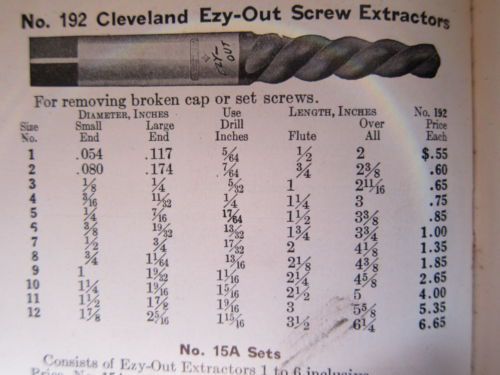 No. 192 Cleveland Ezy-Out Screw Extractors
EZY-OUT
For removing broken cap or set screws.
DIAMETER, INCHES Use LENGTH, INCHES No. 192
Size Small Large Drill Over Price
No. End End Inches Flute All Each
1 .054 .117 5/64 1/2 2 $.55
2 .080 .174 7/64 3/4 2 3/8 .60
3 1/8 1/4 5/32 1 2 11/16 .65
4 3/16 11/32 1/4 1 1/4 3 .75
5 1/4 7/16 17/64 1 1/2 3 3/8 .85
6 3/8 19/32 13/32 1 3/4 3 3/4 1.00
7 1/2 3/4 17/32 2 4 1/8 1.35
8 3/4 1 1/16 13/16 2 1/8 4 3/8 1.85
9 1 1 9/32 1 1/16 2 1/4 4 5/8 2.65
10 1 1/4 1 9/16 1 5/16 2 1/2 5 4.00
11 1 1/2 1 7/8 1 9/16 3 5 5/8 5.35
12 1 7/8 2 5/16 1 15/16 3 1/2 6 1/4 6.65
No. 15A Sets
Consists of Ezy-Out Extractors 1 to 6 inclusive.